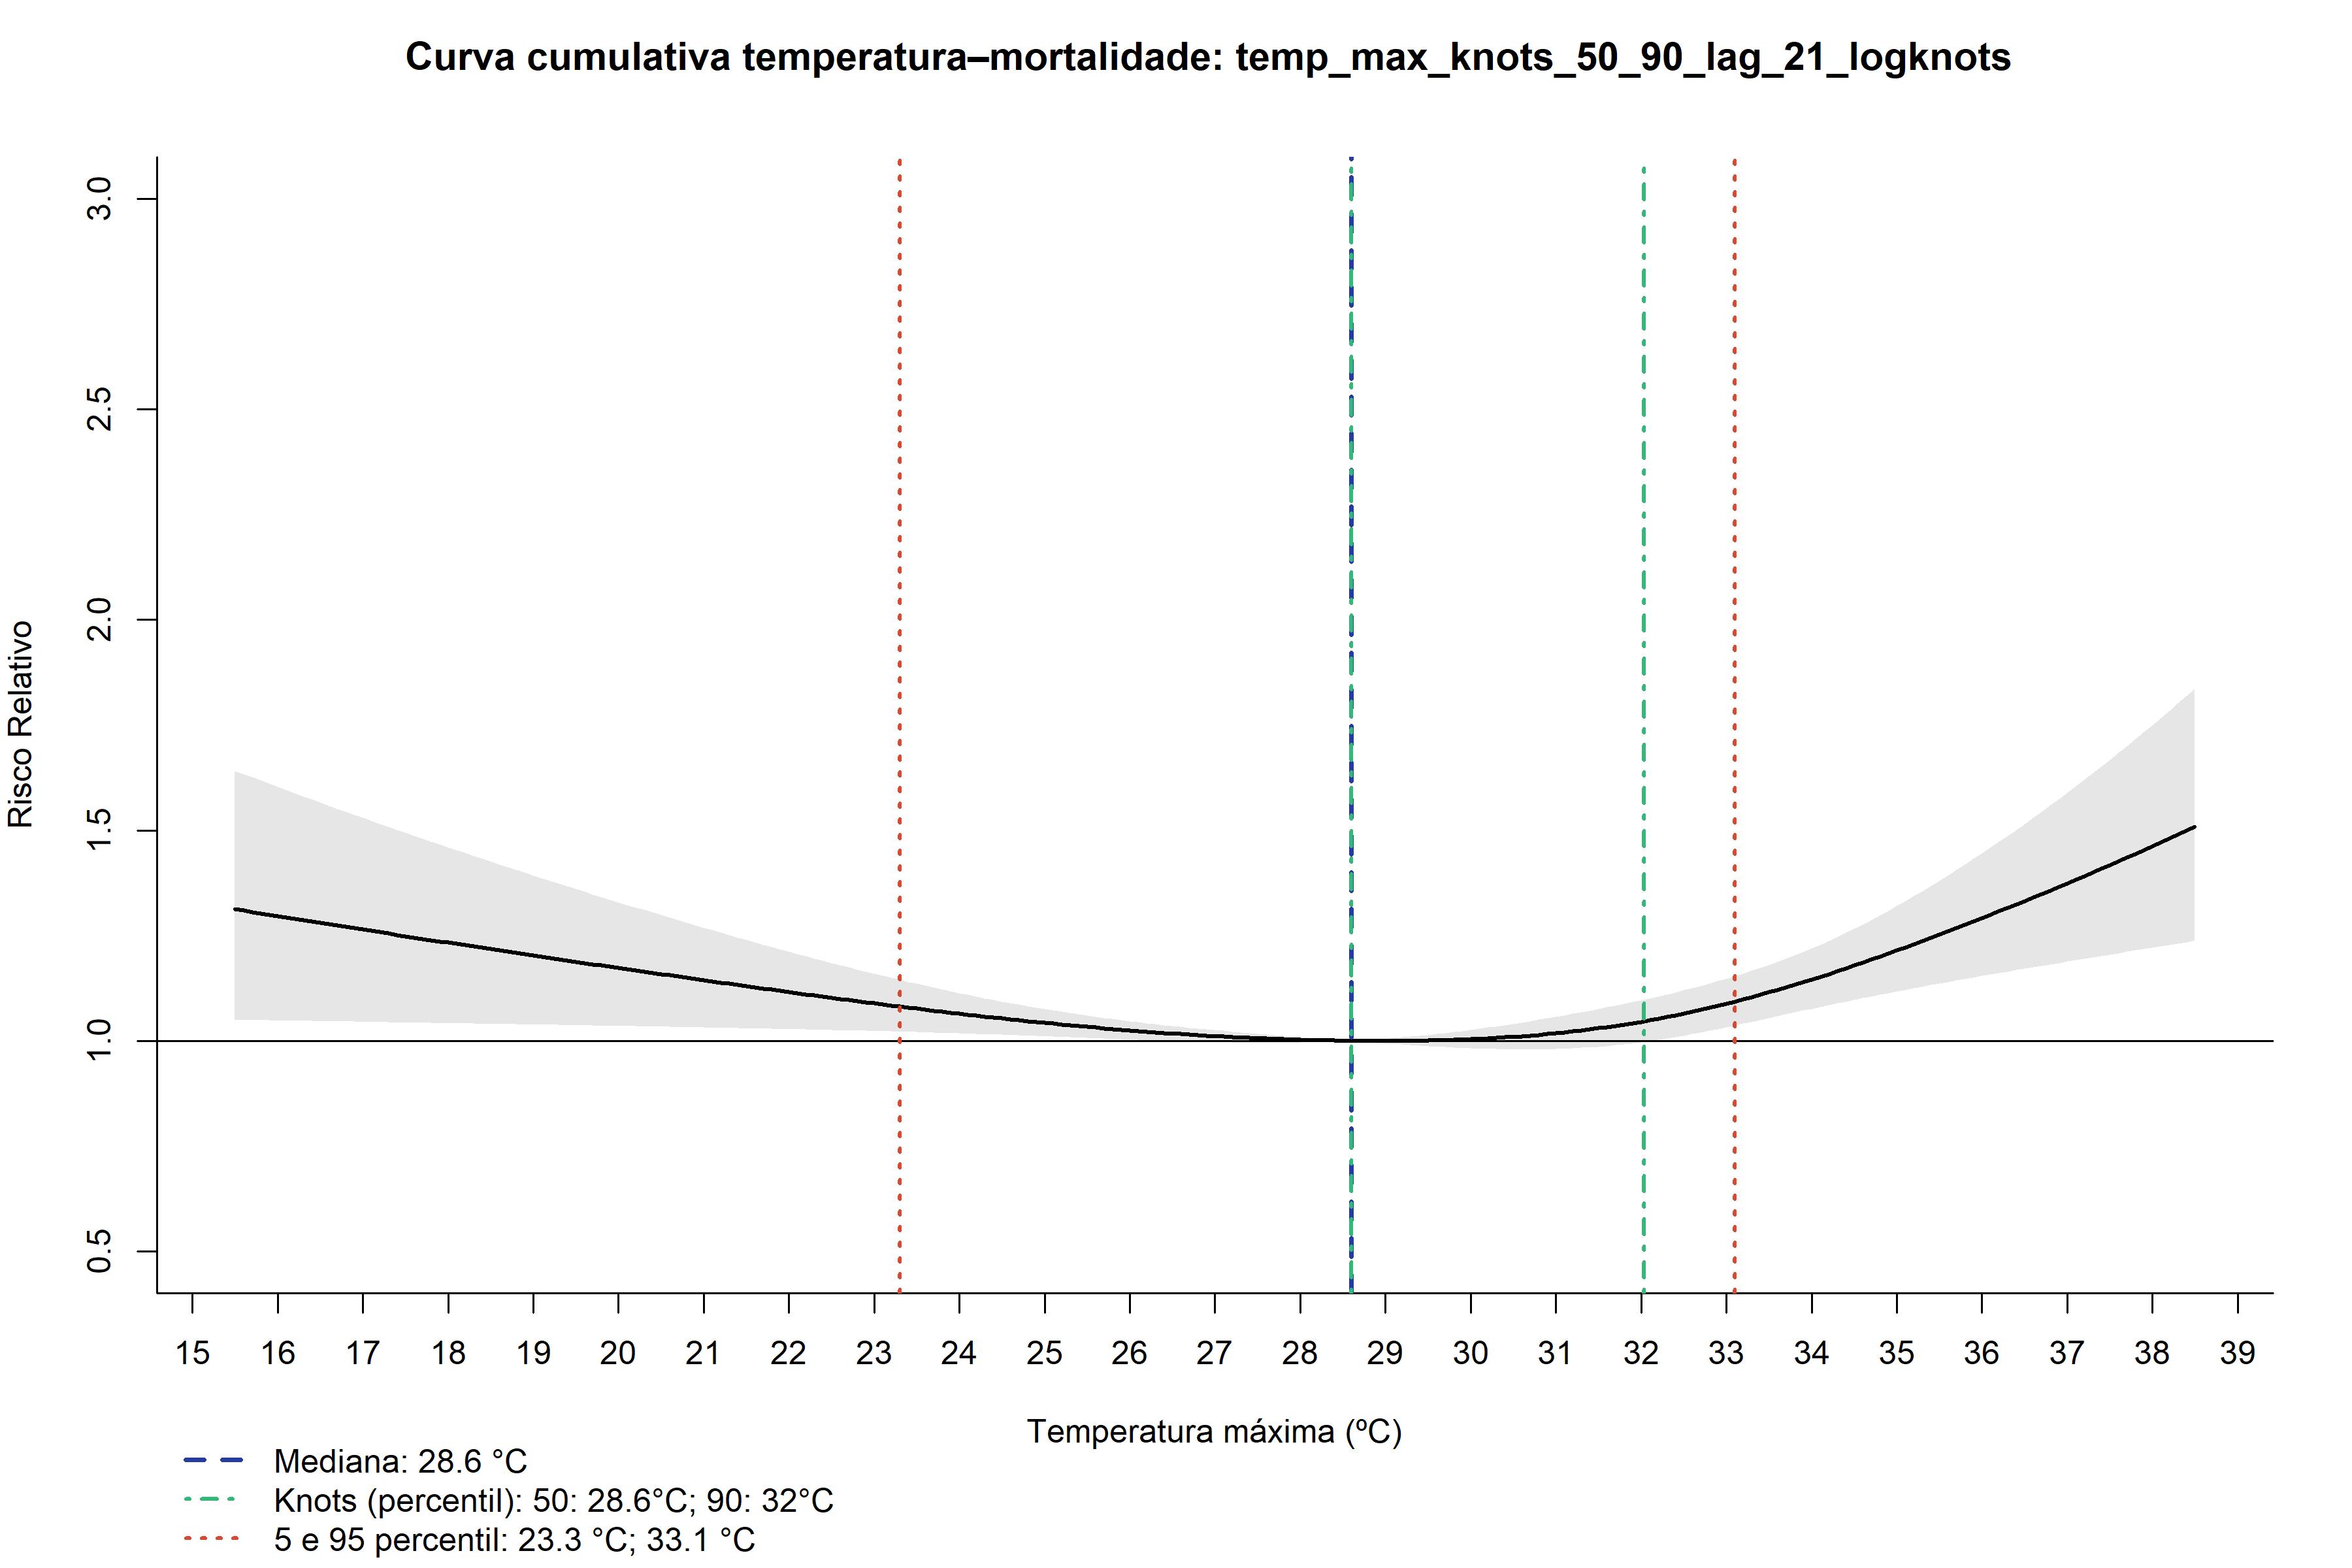 Curva cumulativa temperatura–mortalidade: temp_max_knots_50_90_lag_21_logknots
Risco Relativo
3.0
2.5
2.0
1.5
1.0
0.5
15 16 17 18 19 20 21 22 23 24 25 26 27 28 29 30 31 32 33 34 35 36 37 38 39
Temperatura máxima (ºC)
Mediana: 28.6 °C
Knots (percentil): 50: 28.6°C; 90: 32°C
5 e 95 percentil: 23.3 °C; 33.1 °C